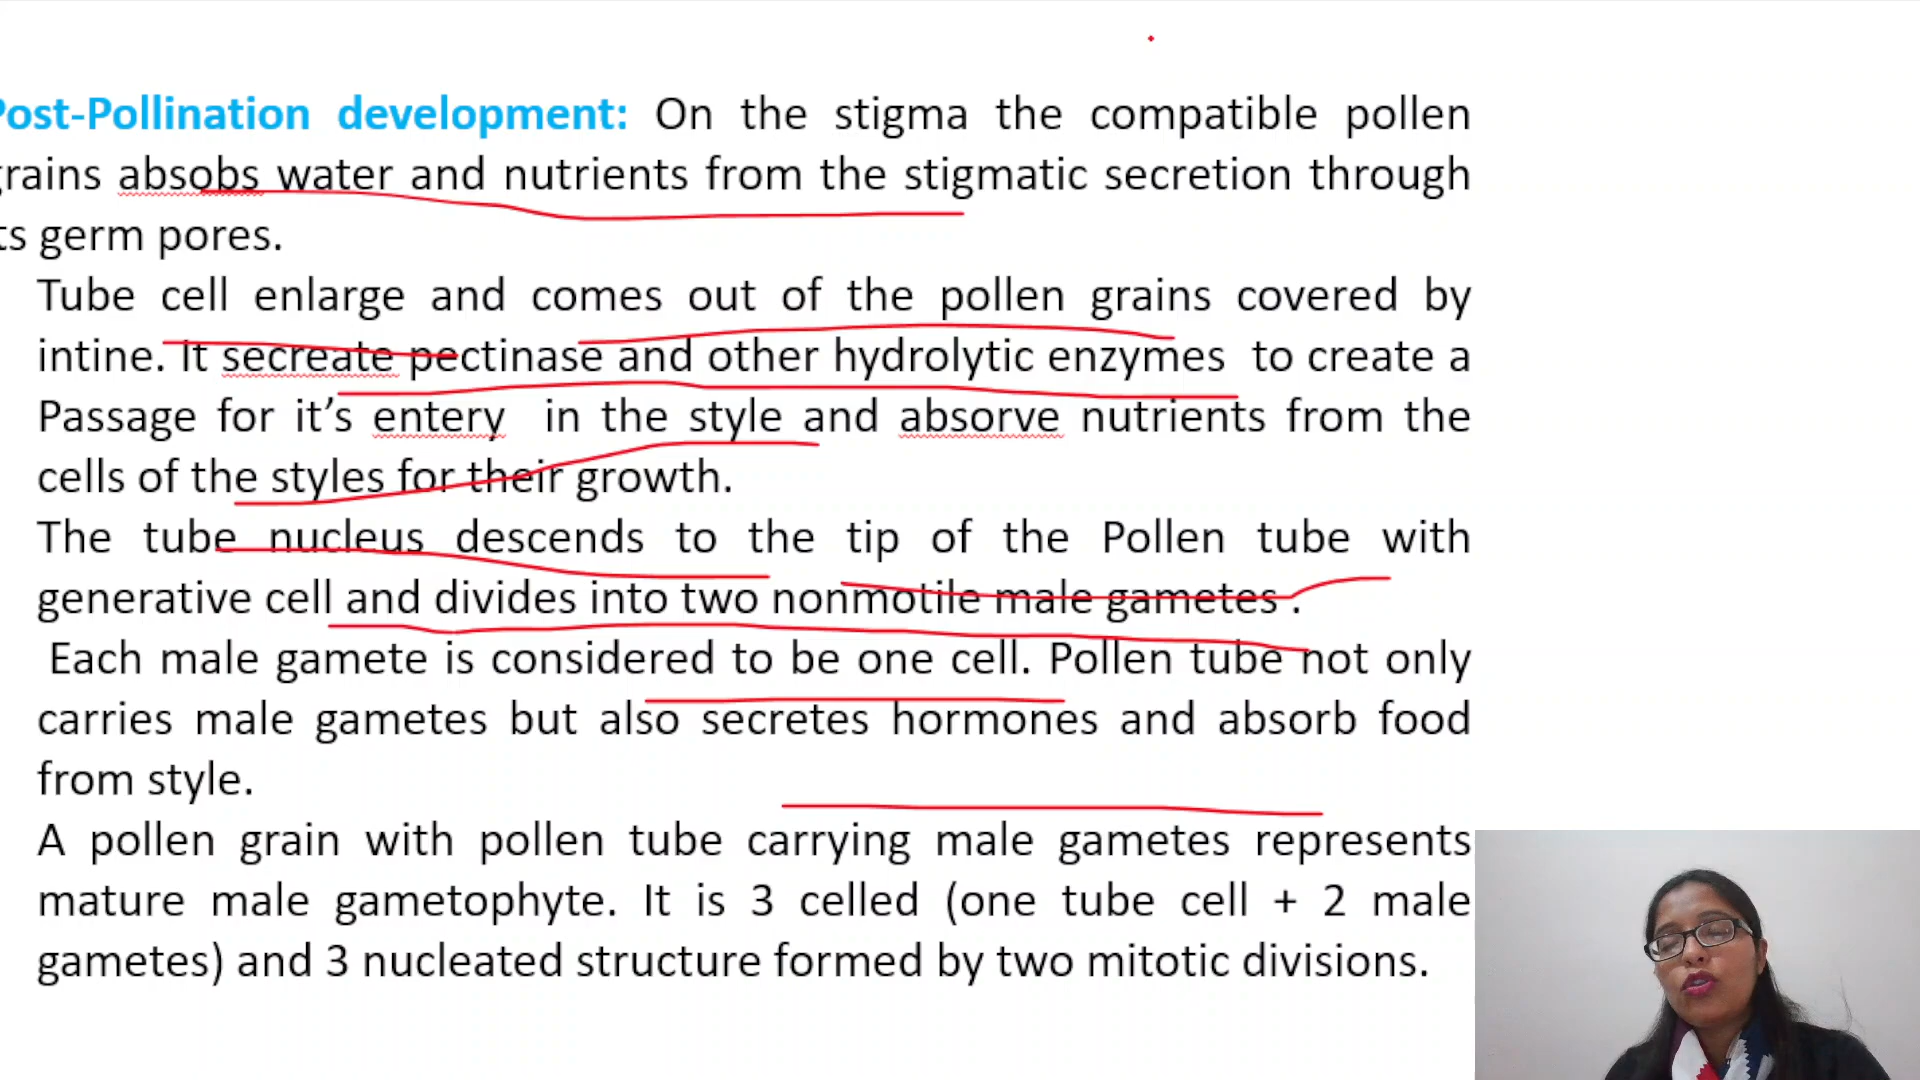 Post-Pollination development: On the stigma the compatible pollen
grains absobs water and nutrients from the stigmatic secretion through
ts germ pores.
Tube cell enlarge and comes out of the pollen grains covered by
intine. It secreate pectinase and other hydrolytic enzymes to create a
Passage for it’s entery in the style and absorve nutrients from the
cells of the styles for their growth.
The tube nucleus descends to the tip of the Pollen tube with
generative cell and divides into two nonmotile male gametes .
Each male gamete is considered to be one cell. Pollen tube not only
carries male gametes but also secretes hormones and absorb food
from style.
A pollen grain with pollen tube carrying male gametes represents
mature male gametophyte. It is 3 celled (one tube cell + 2 male
gametes) and 3 nucleated structure formed by two mitotic divisions.